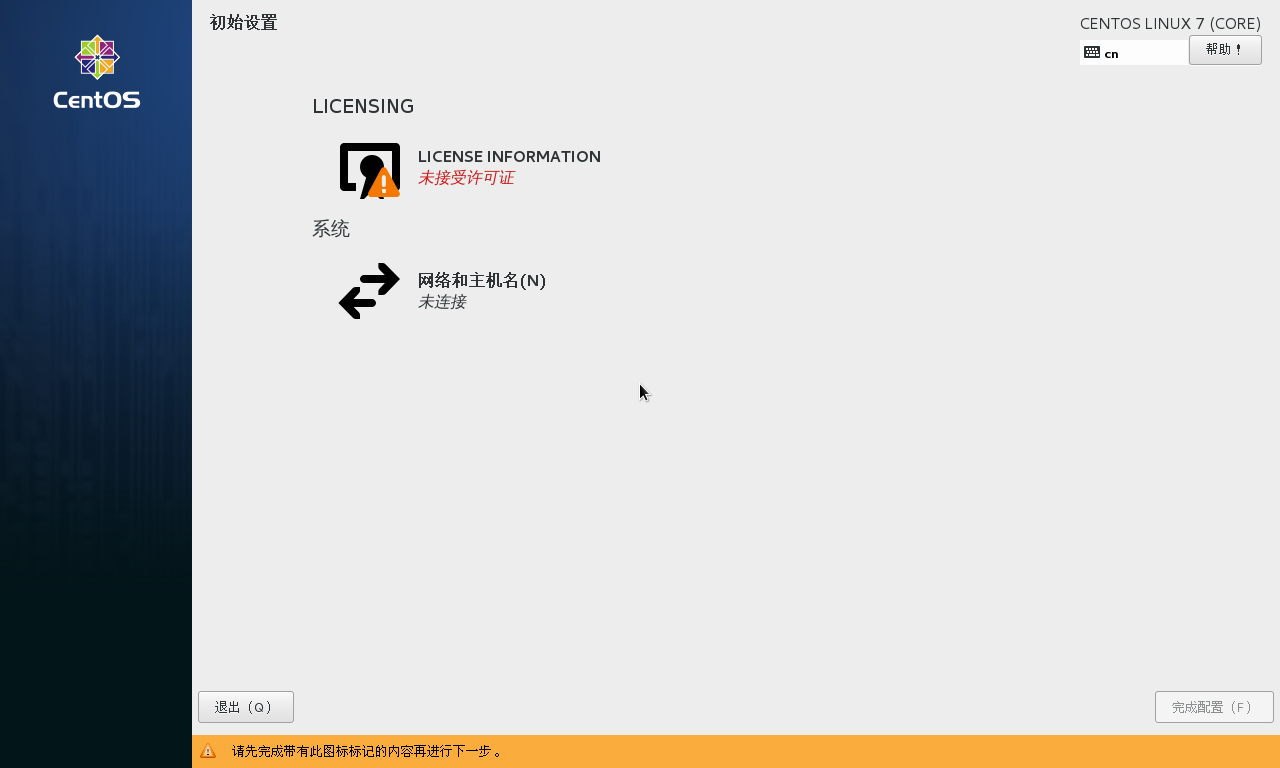 CentOS
初始设置
CENTOS LINUX 7 (CORE)
cn
帮助！
LICENSING
LICENSE INFORMATION
未接受许可证
系统
网络和主机名(N)
未连接
退出（Q）
完成配置（F）
请先完成带有此图标标记的内容再进行下一步。